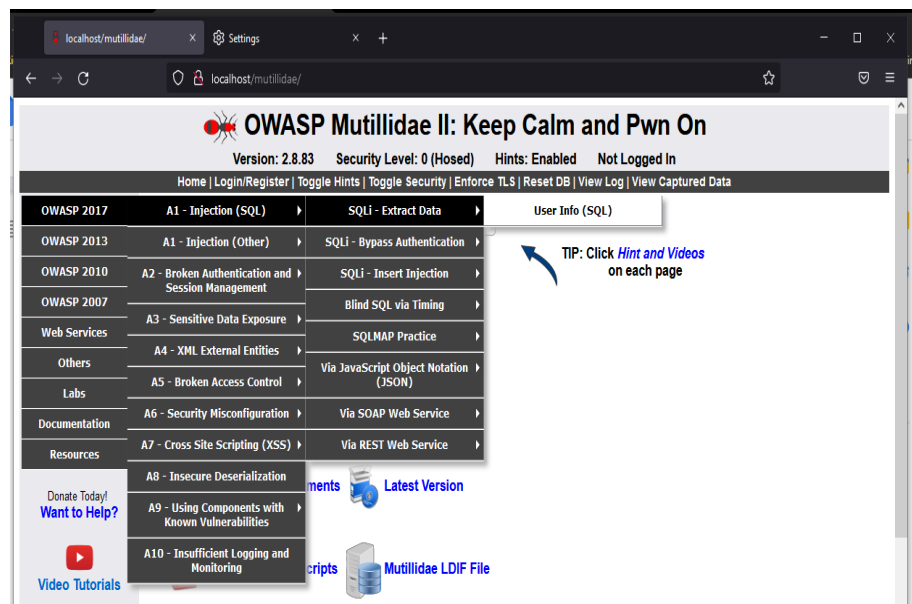 localhost/mutillidae/
Settings
localhost/mutillidae/
OWASP Mutillidae II: Keep Calm and Pwn On
Version: 2.8.83 Security Level: 0 (Hosed) Hints: Enabled Not Logged In
Home | Login/Register | Toggle Hints | Toggle Security | Enforce TLS | Reset DB | View Log | View Captured Data
OWASP 2017
OWASP 2013
OWASP 2010
OWASP 2007
Web Services
Others
Labs
Documentation
Resources
A1 - Injection (SQL)
A1 - Injection (Other)
A2 - Broken Authentication and
Session Management
A3 - Sensitive Data Exposure
A4 - XML External Entities
A5 - Broken Access Control
A6 - Security Misconfiguration
A7 - Cross Site Scripting (XSS)
A8 - Insecure Deserialization
A9 - Using Components with
Known Vulnerabilities
A10 - Insufficient Logging and
Monitoring
SQLi - Extract Data
SQLi - Bypass Authentication
SQLi - Insert Injection
Blind SQL via Timing
SQLMAP Practice
Via JavaScript Object Notation
(JSON)
Via SOAP Web Service
Via REST Web Service
User Info (SQL)
TIP: Click Hint and Videos
on each page
Donate Today!
Want to Help?
Video Tutorials
ments
Latest Version
cripts
Mutillidae LDIF File